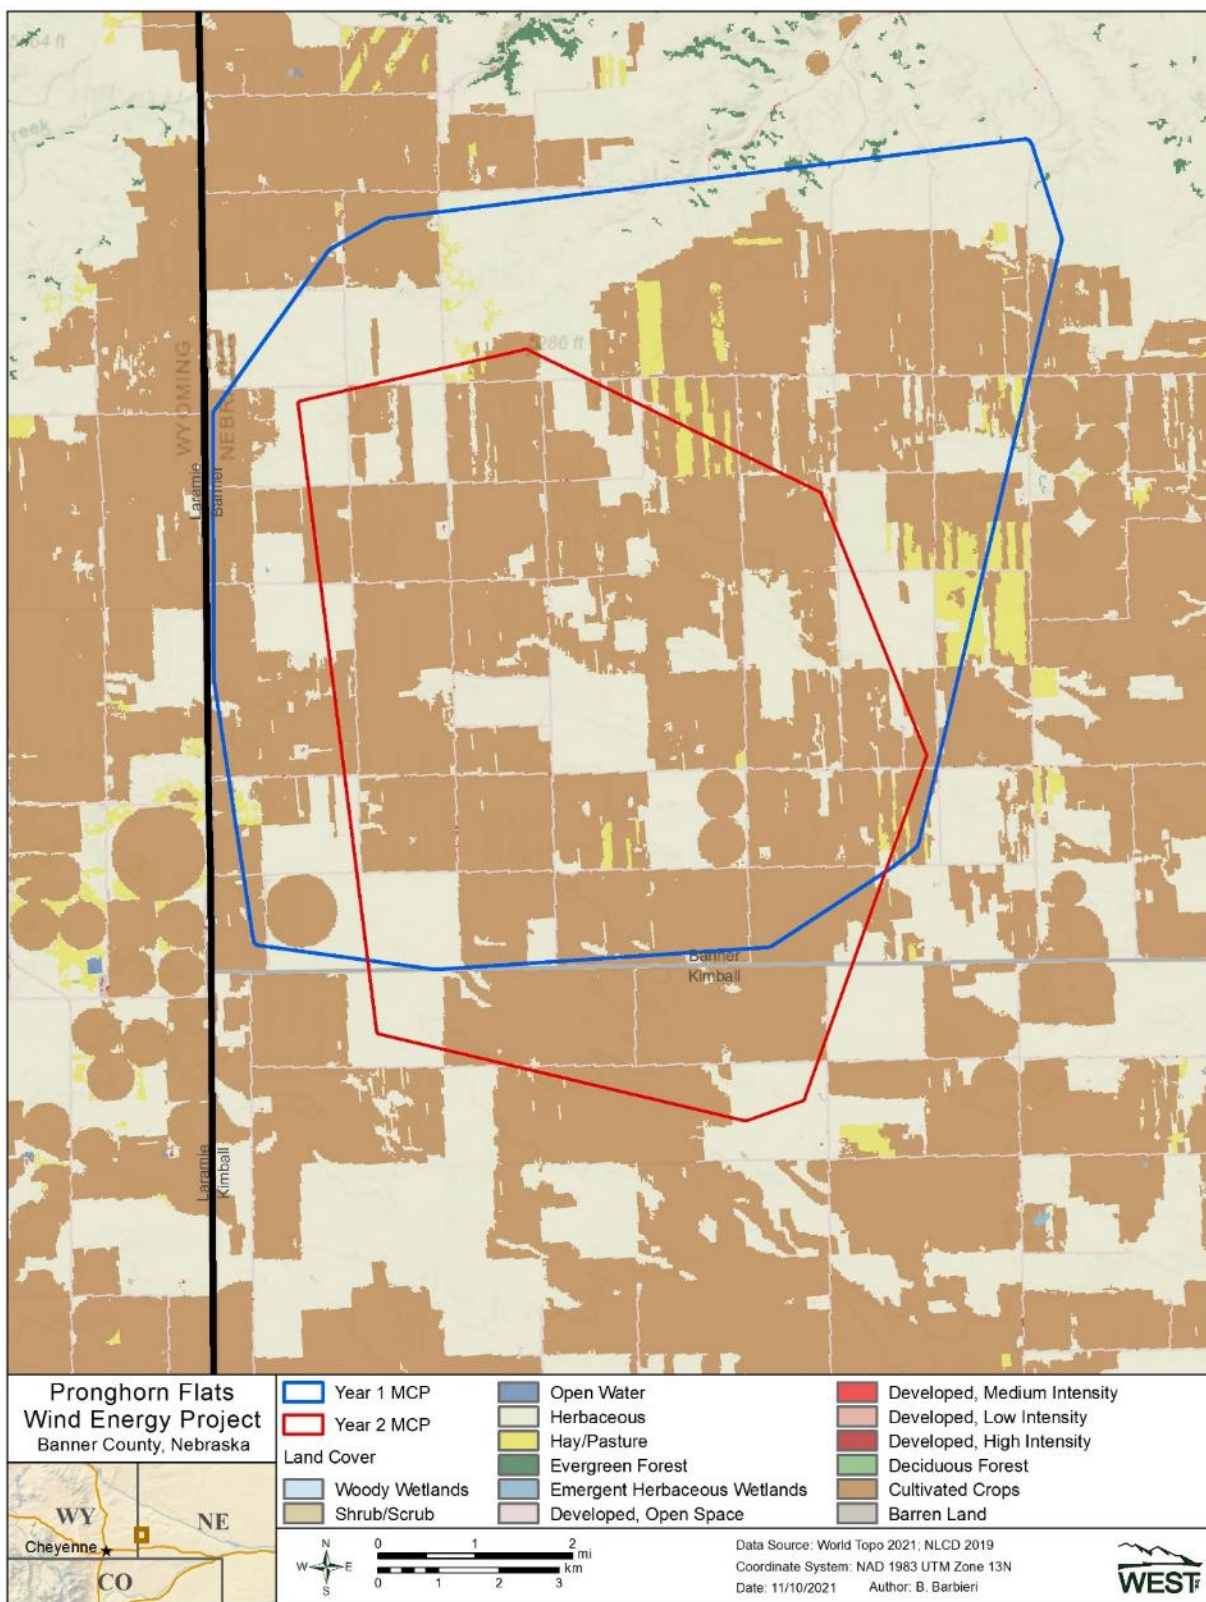 5364 ft
reek
5286 ft
WYOMING
NEBRASKA
Laramie
Banner
Banner
Kimball
Laramie
Kimball
Pronghorn Flats
Wind Energy Project
Banner County, Nebraska
WY
NE
Cheyenne
CO
Year 1 MCP
Year 2 MCP
Land Cover
Woody Wetlands
Shrub/Scrub
Open Water
Herbaceous
Hay/Pasture
Evergreen Forest
Emergent Herbaceous Wetlands
Developed, Open Space
Developed, Medium Intensity
Developed, Low Intensity
Developed, High Intensity
Deciduous Forest
Cultivated Crops
Barren Land
N
W E
S
0 1 2
mi
km
0 1 2 3
Data Source: World Topo 2021; NLCD 2019
Coordinate System: NAD 1983 UTM Zone 13N
Date: 11/10/2021 Author: B. Barbieri
WEST